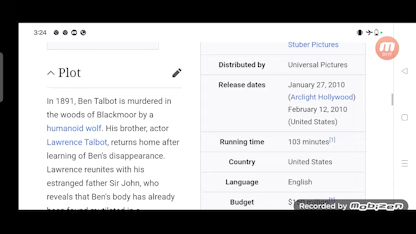 3:24
Stuber Pictures
Plot
Distributed by Universal Pictures
Release dates January 27, 2010
(Arclight Hollywood)
February 12, 2010
(United States)
In 1891, Ben Talbot is murdered in
the woods of Blackmoor by a
humanoid wolf. His brother, actor
Lawrence Talbot, returns home after
learning of Ben's disappearance.
Lawrence reunites with his
estranged father Sir John, who
reveals that Ben's body has already
been found mutilated in a
Running time 103 minutes[1]
Country United States
Language English
Budget
Recorded by MOBIZEN